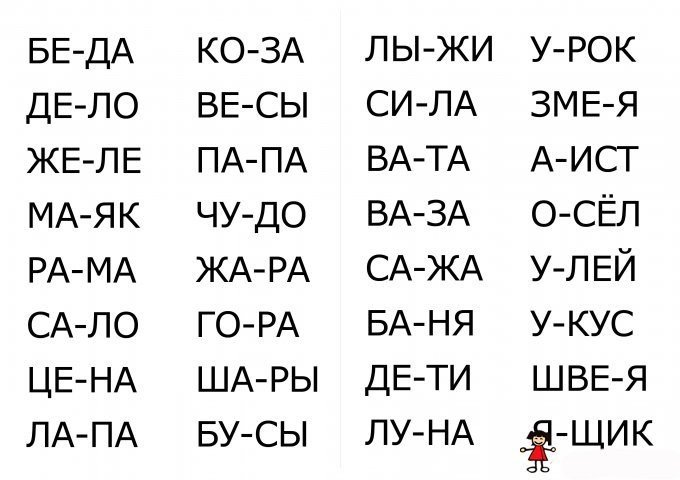 БЕ-ДА КО-ЗА ЛЫ-ЖИ У-РОК
ДЕ-ЛО ВЕ-СЫ СИ-ЛА ЗМЕ-Я
ЖЕ-ЛЕ ПА-ПА ВА-ТА А-ИСТ
МА-ЯК ЧУ-ДО ВА-ЗА О-СЁЛ
РА-МА ЖА-РА СА-ЖА У-ЛЕЙ
СА-ЛО ГО-РА БА-НЯ У-КУС
ЦЕ-НА ША-РЫ ДЕ-ТИ ШВЕ-Я
ЛА-ПА БУ-СЫ ЛУ-НА Я-ЩИК